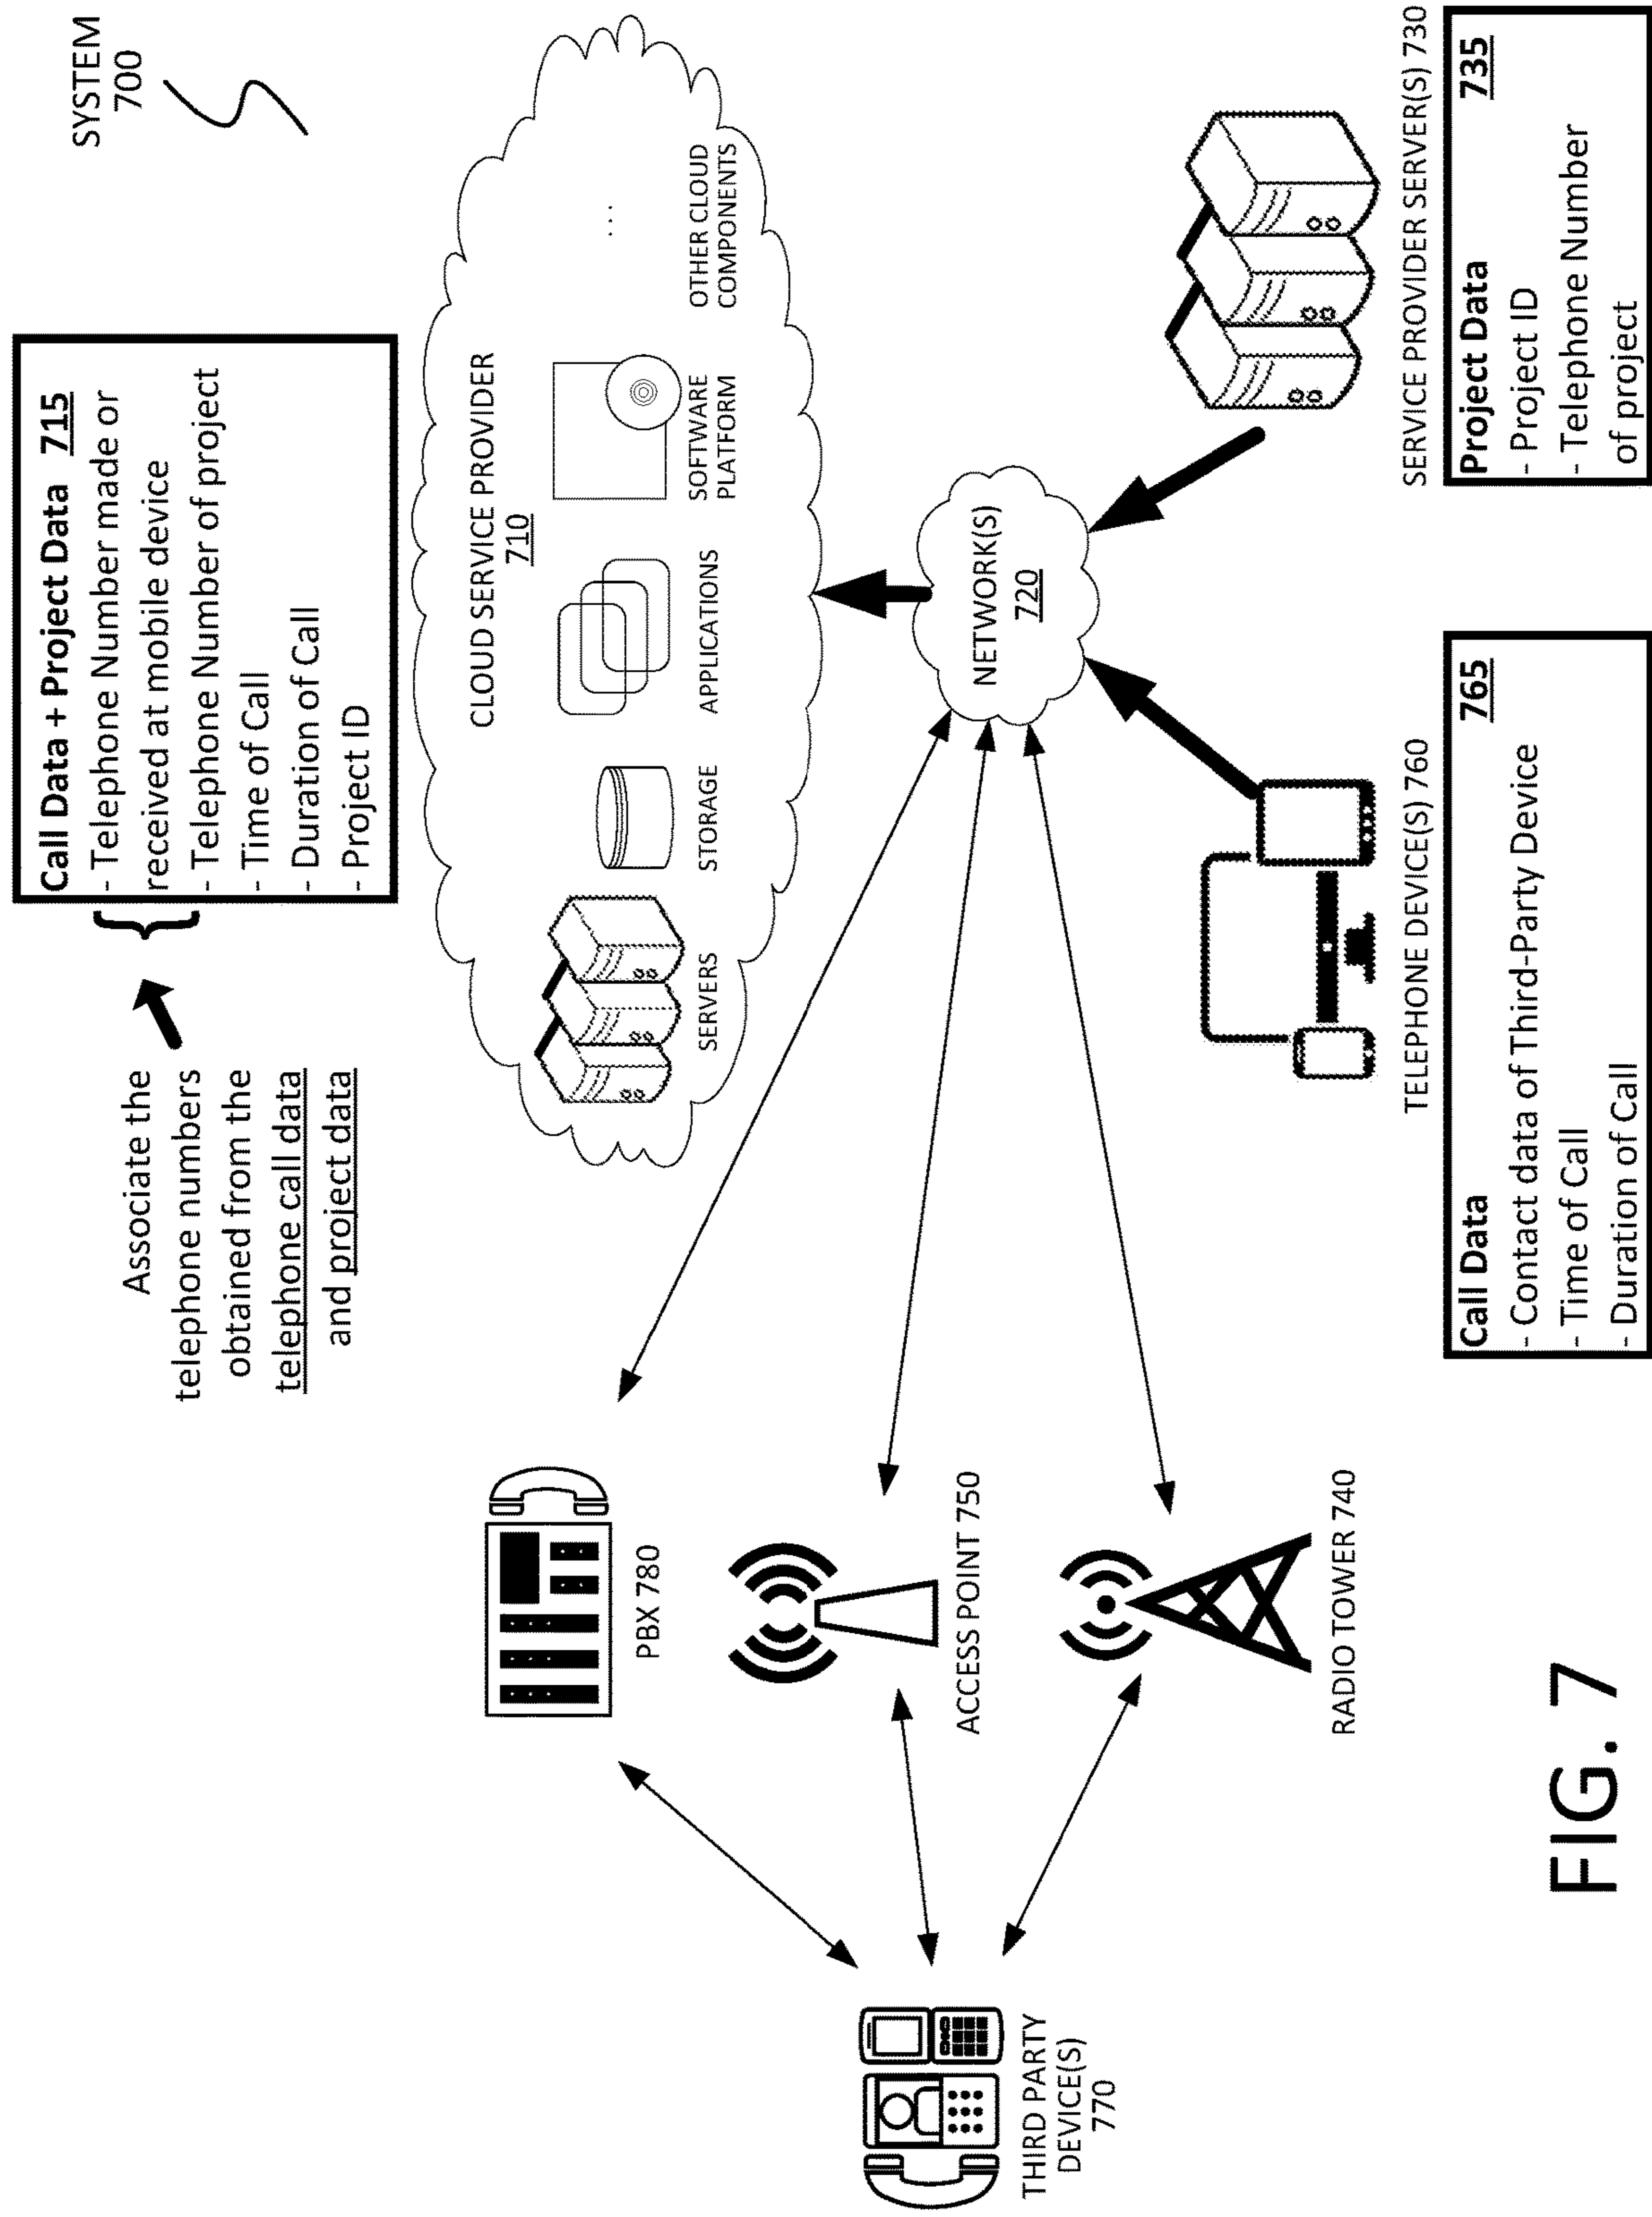 SYSTEM
700
Associate the
telephone numbers
obtained from the
telephone call data
and project data
Call Data + Project Data 715
- Telephone Number made or
received at mobile device
- Telephone Number of project
- Time of Call
- Duration of Call
- Project ID
CLOUD SERVICE PROVIDER
710
SERVERS
STORAGE
APPLICATIONS
SOFTWARE
PLATFORM
...
OTHER CLOUD
COMPONENTS
PBX 780
ACCESS POINT 750
RADIO TOWER 740
THIRD PARTY
DEVICE(S)
770
NETWORK(S)
720
TELEPHONE DEVICE(S) 760
SERVICE PROVIDER SERVER(S) 730
Call Data 765
- Contact data of Third-Party Device
- Time of Call
- Duration of Call
Project Data 735
- Project ID
- Telephone Number
of project
FIG. 7